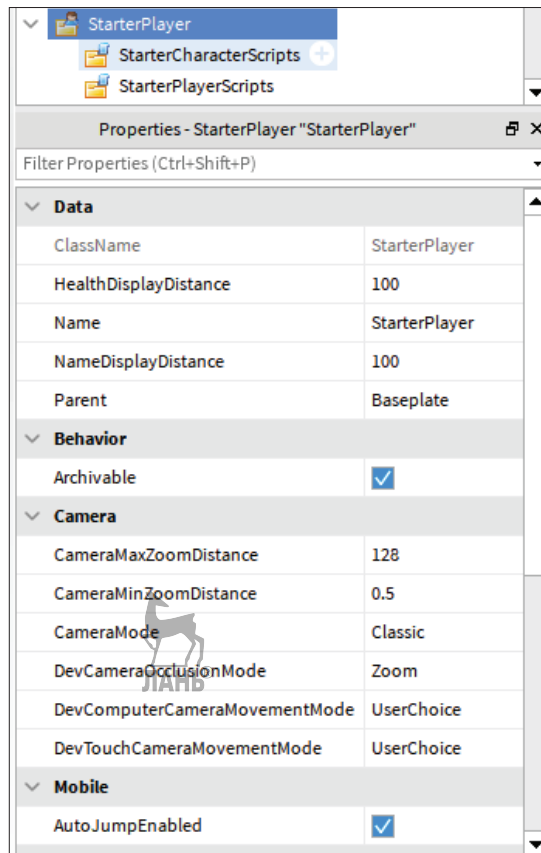 StarterPlayer
StarterCharacterScripts
StarterPlayerScripts
Properties - StarterPlayer "StarterPlayer"
Filter Properties (Ctrl+Shift+P)
Data
ClassName StarterPlayer
HealthDisplayDistance 100
Name StarterPlayer
NameDisplayDistance 100
Parent Baseplate
Behavior
Archivable
Camera
CameraMaxZoomDistance 128
CameraMinZoomDistance 0.5
CameraMode Classic
DevCameraOcclusionMode Zoom
ЛАНЬ
DevComputerCameraMovementMode UserChoice
DevTouchCameraMovementMode UserChoice
Mobile
AutoJumpEnabled